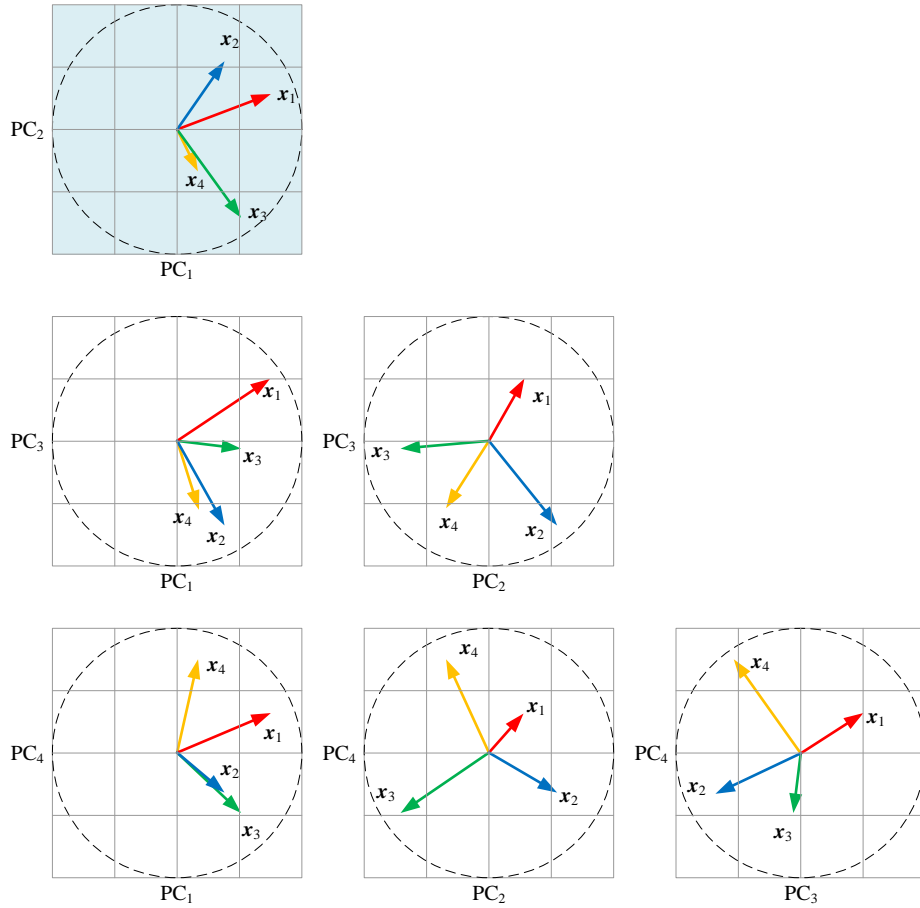 x₂
x₁
PC₂
x₄
x₃
PC₁
x₁
x₁
PC₃
x₃
PC₃
x₃
x₄
x₂
x₄
x₂
PC₁
PC₂
x₄
x₄
x₄
x₁
x₁
x₁
PC₄
x₂
PC₄
x₃
x₂
PC₄
x₂
x₃
x₃
PC₁
PC₂
PC₃